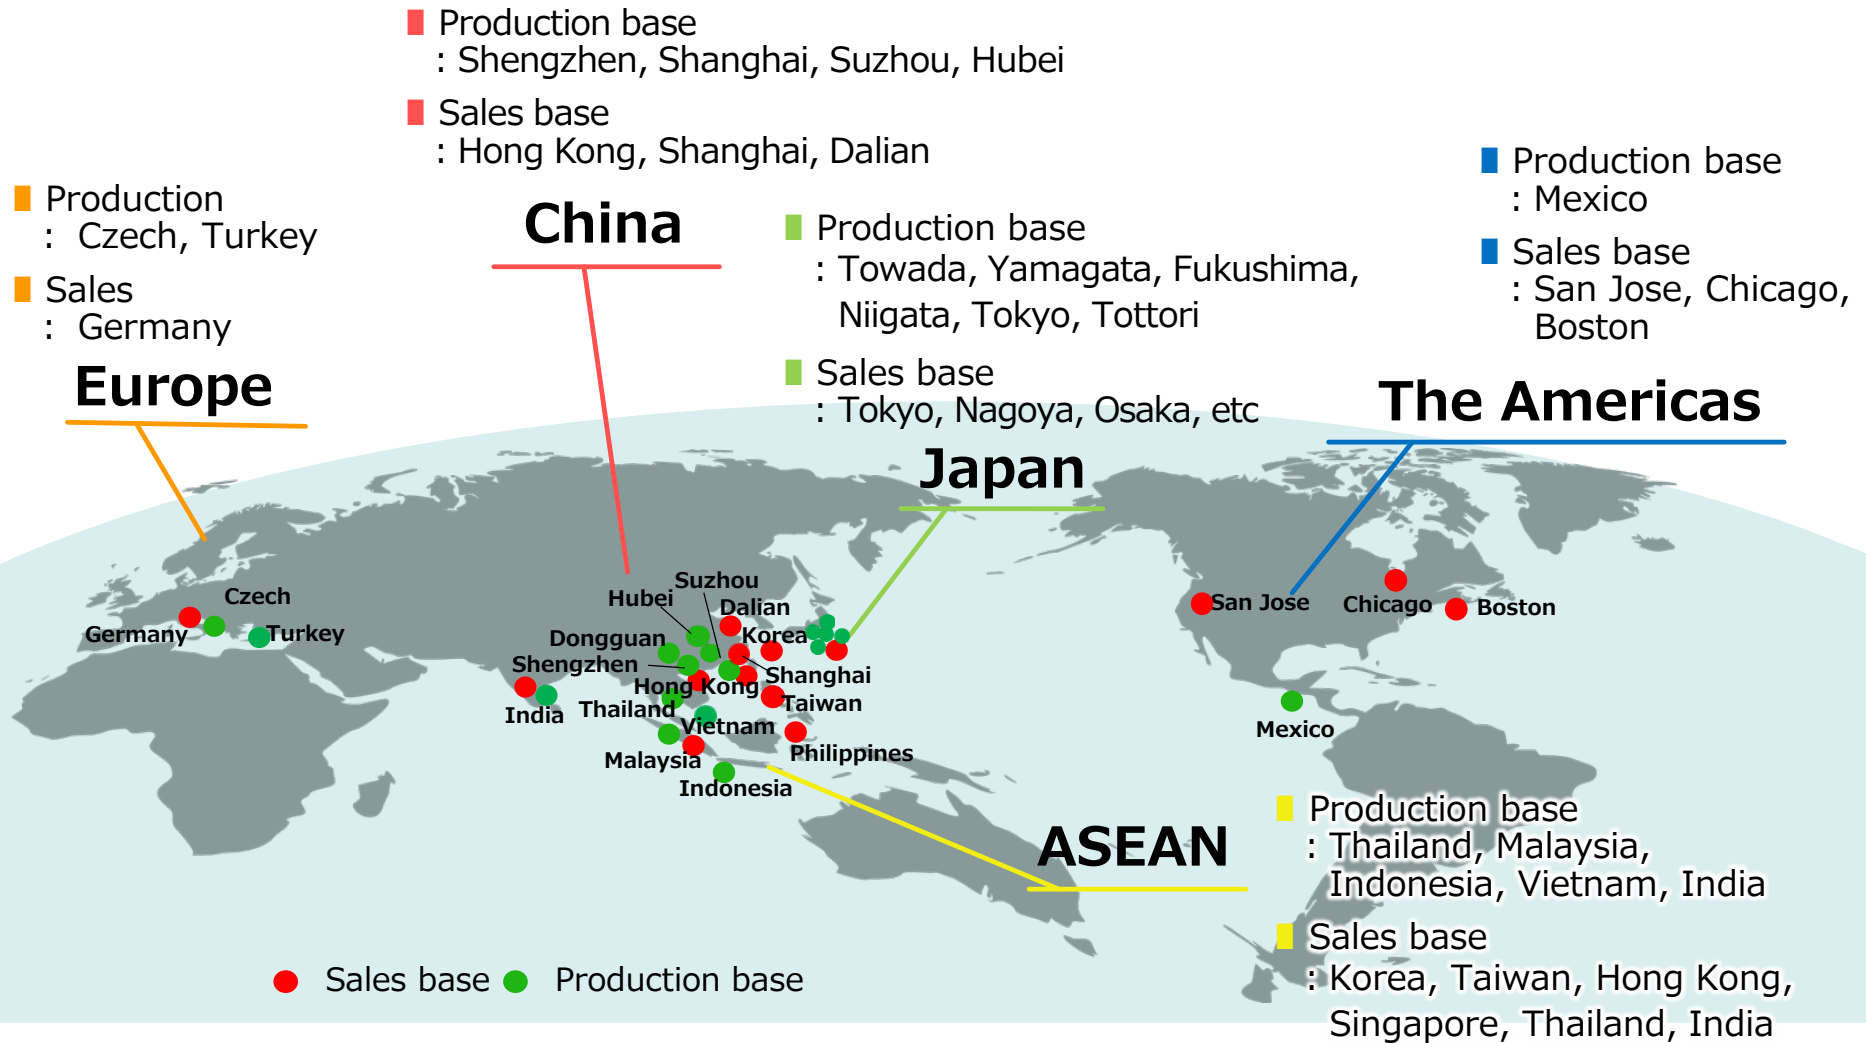 ■ Production base
: Shengzhen, Shanghai, Suzhou, Hubei
■ Sales base
: Hong Kong, Shanghai, Dalian
China
■ Production
: Czech, Turkey
■ Sales
: Germany
Europe
■ Production base
: Towada, Yamagata, Fukushima,
Niigata, Tokyo, Tottori
■ Sales base
: Tokyo, Nagoya, Osaka, etc
Japan
■ Production base
: Mexico
■ Sales base
: San Jose, Chicago,
Boston
The Americas
Czech
Germany
Turkey
Suzhou
Hubei
Dalian
Dongguan
Korea
Shengzhen
Shanghai
Hong Kong
Taiwan
India
Thailand
Vietnam
Malaysia
Philippines
Indonesia
San Jose
Chicago
Boston
Mexico
ASEAN
■ Production base
: Thailand, Malaysia,
Indonesia, Vietnam, India
■ Sales base
: Korea, Taiwan, Hong Kong,
Singapore, Thailand, India
● Sales base ● Production base